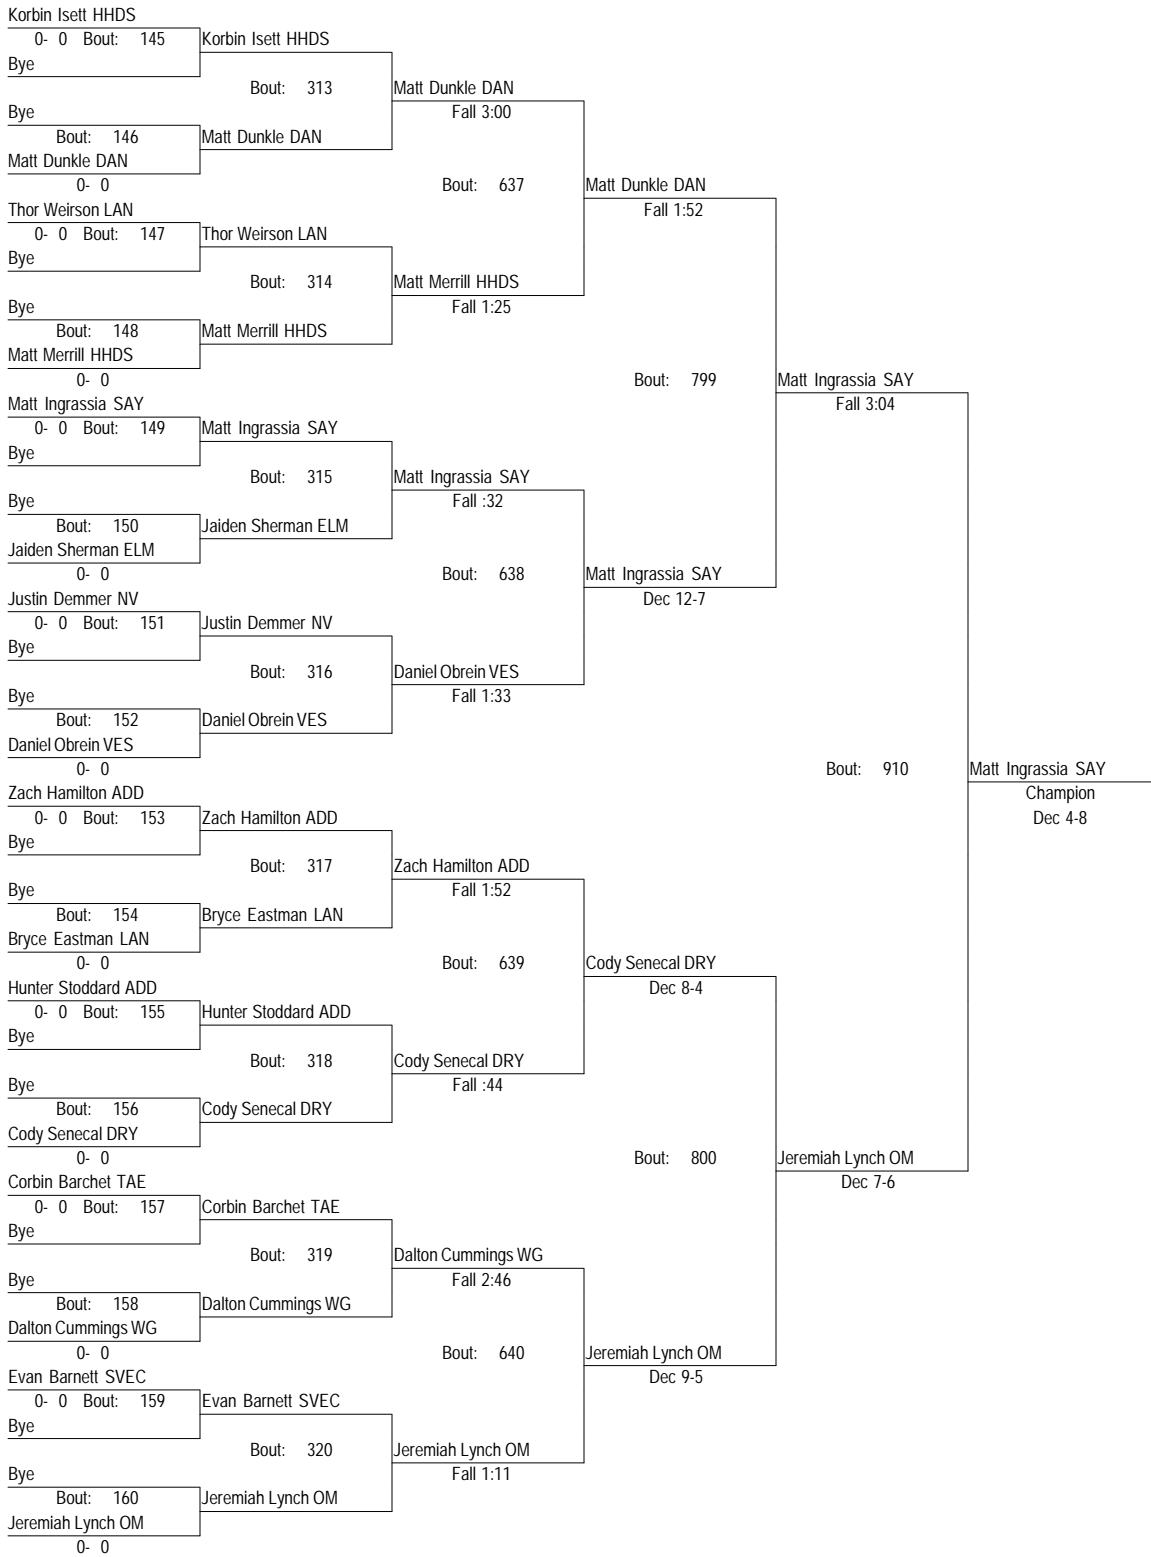 Korbin Isett HHDS
0- 0 Bout: 145 Korbin Isett HHDS
Bye
Bout: 313 Matt Dunkle DAN
Bye Fall 3:00
Bout: 146 Matt Dunkle DAN
Matt Dunkle DAN
0- 0 Bout: 637 Matt Dunkle DAN
Thor Weirson LAN Fall 1:52
0- 0 Bout: 147 Thor Weirson LAN
Bye
Bout: 314 Matt Merrill HHDS
Bye Fall 1:25
Bout: 148 Matt Merrill HHDS
Matt Merrill HHDS
0- 0 Bout: 799 Matt Ingrassia SAY
Matt Ingrassia SAY Fall 3:04
0- 0 Bout: 149 Matt Ingrassia SAY
Bye
Bout: 315 Matt Ingrassia SAY
Bye Fall :32
Bout: 150 Jaiden Sherman ELM
Jaiden Sherman ELM
0- 0 Bout: 638 Matt Ingrassia SAY
Justin Demmer NV Dec 12-7
0- 0 Bout: 151 Justin Demmer NV
Bye
Bout: 316 Daniel Obrein VES
Bye Fall 1:33
Bout: 152 Daniel Obrein VES
Daniel Obrein VES
0- 0 Bout: 910 Matt Ingrassia SAY
Zach Hamilton ADD Champion
0- 0 Bout: 153 Zach Hamilton ADD Dec 4-8
Bye
Bout: 317 Zach Hamilton ADD
Bye Fall 1:52
Bout: 154 Bryce Eastman LAN
Bryce Eastman LAN
0- 0 Bout: 639 Cody Senecal DRY
Hunter Stoddard ADD Dec 8-4
0- 0 Bout: 155 Hunter Stoddard ADD
Bye
Bout: 318 Cody Senecal DRY
Bye Fall :44
Bout: 156 Cody Senecal DRY
Cody Senecal DRY
0- 0 Bout: 800 Jeremiah Lynch OM
Corbin Barchet TAE Dec 7-6
0- 0 Bout: 157 Corbin Barchet TAE
Bye
Bout: 319 Dalton Cummings WG
Bye Fall 2:46
Bout: 158 Dalton Cummings WG
Dalton Cummings WG
0- 0 Bout: 640 Jeremiah Lynch OM
Evan Barnett SVEC Dec 9-5
0- 0 Bout: 159 Evan Barnett SVEC
Bye
Bout: 320 Jeremiah Lynch OM
Bye Fall 1:11
Bout: 160 Jeremiah Lynch OM
Jeremiah Lynch OM
0- 0